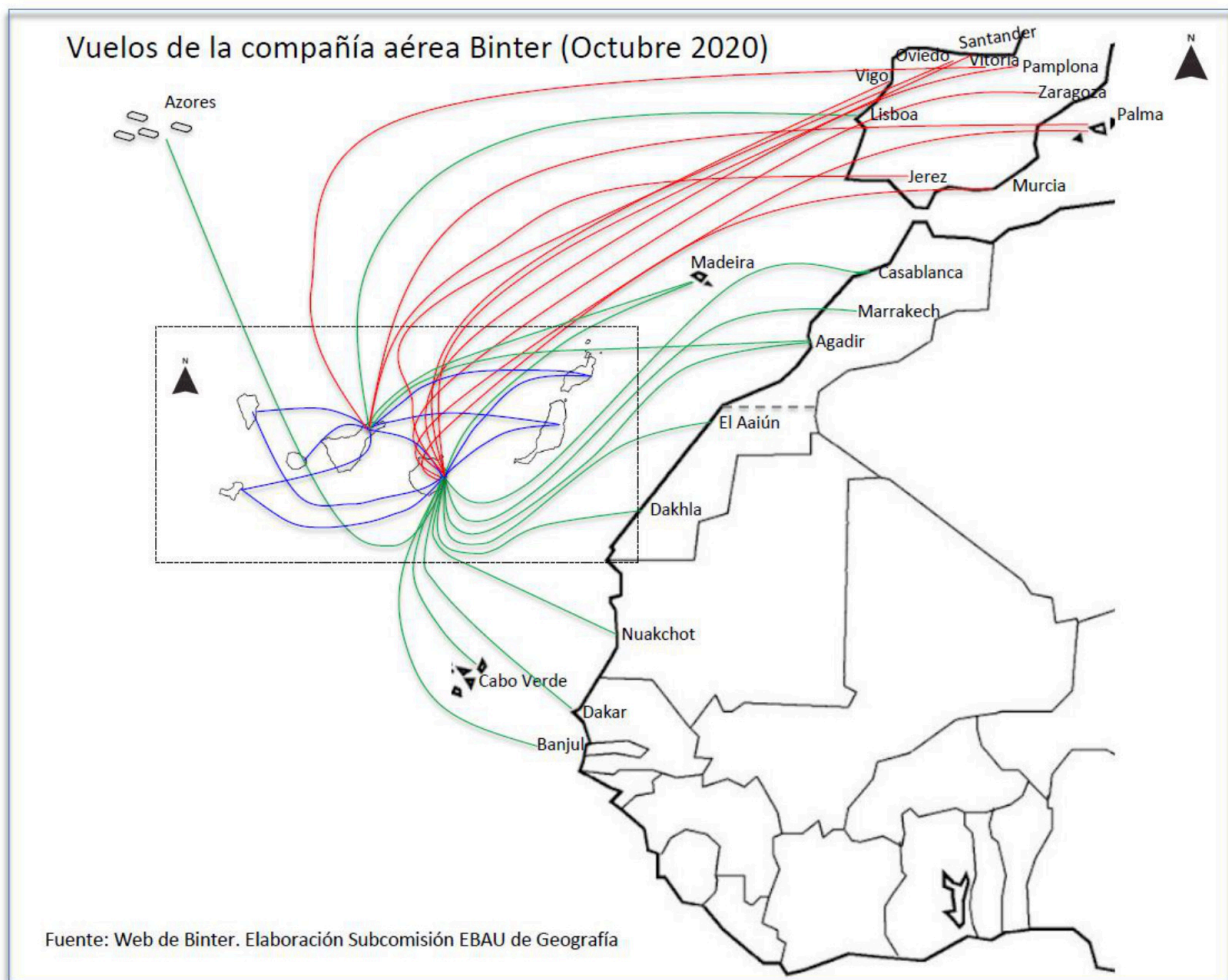 Vuelos de la compañía aérea Binter (Octubre 2020)
Santander
N
Oviedo
Vitoria
Pamplona
Vigo
Zaragoza
Azores
Lisboa
Palma
Jerez
Murcia
Madeira
Casablanca
Marrakech
Agadir
N
El Aaiún
Dakhla
Nuakchot
Cabo Verde
Dakar
Banjul
Fuente: Web de Binter. Elaboración Subcomisión EBAU de Geografía